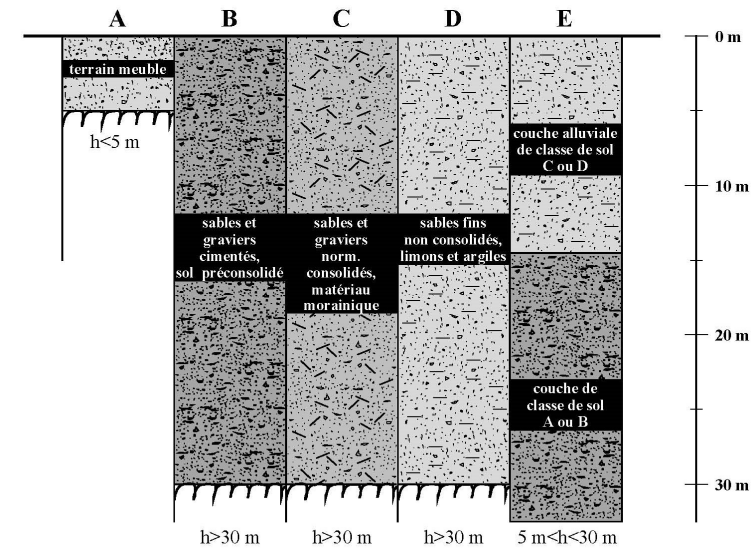 A B C D E
0 m
terrain meuble
h<5 m
couche alluviale
de classe de sol
C ou D
10 m
sables et
graviers
cimentés,
sol préconsolidé
sables et
graviers
norm.
consolidés,
matériau
morainique
sables fins
non consolidés,
limons et argiles
20 m
couche de
classe de sol
A ou B
30 m
h>30 m h>30 m h>30 m 5 m<h<30 m